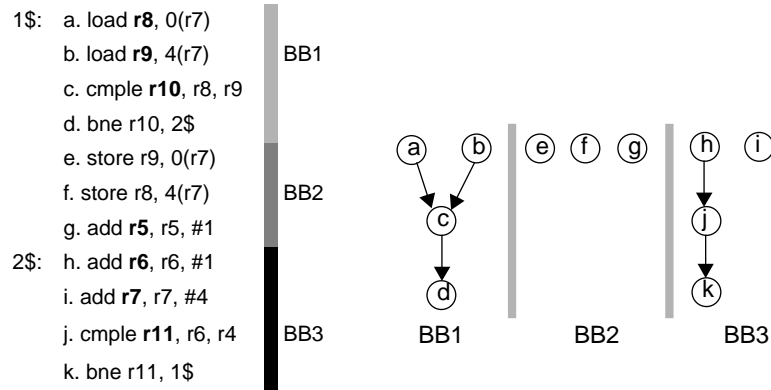 1$: a. load r8, 0(r7)
b. load r9, 4(r7)
BB1
c. cmple r10, r8, r9
d. bne r10, 2$
e. store r9, 0(r7)
f. store r8, 4(r7)
BB2
g. add r5, r5, #1
2$: h. add r6, r6, #1
i. add r7, r7, #4
j. cmple r11, r6, r4
BB3
k. bne r11, 1$
a b e f g h i
c j
d k
BB1 BB2 BB3